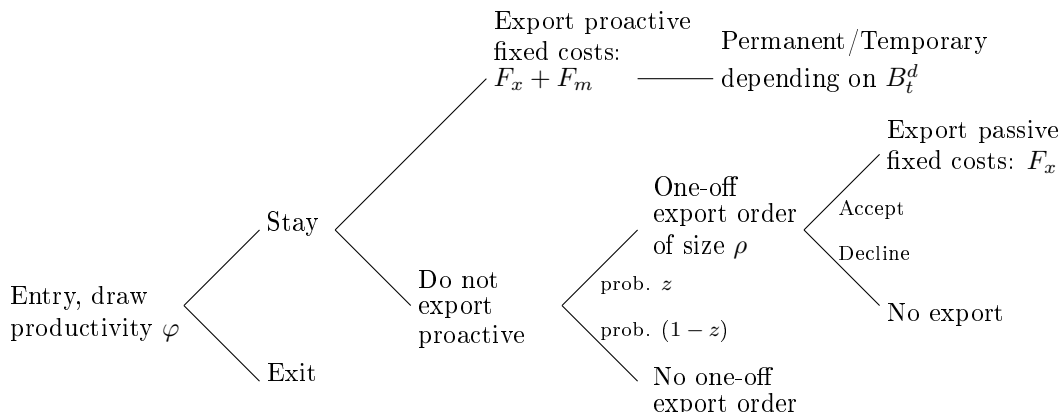 Export proactive
fixed costs:
$F_x + F_m$
Permanent/Temporary
depending on $B_t^d$
Export passive
fixed costs: $F_x$
One-off
export order
of size $\rho$
Accept
Decline
No export
Stay
Do not
export
proactive
prob. $z$
prob. $(1 - z)$
Entry, draw
productivity $\varphi$
Exit
No one-off
export order